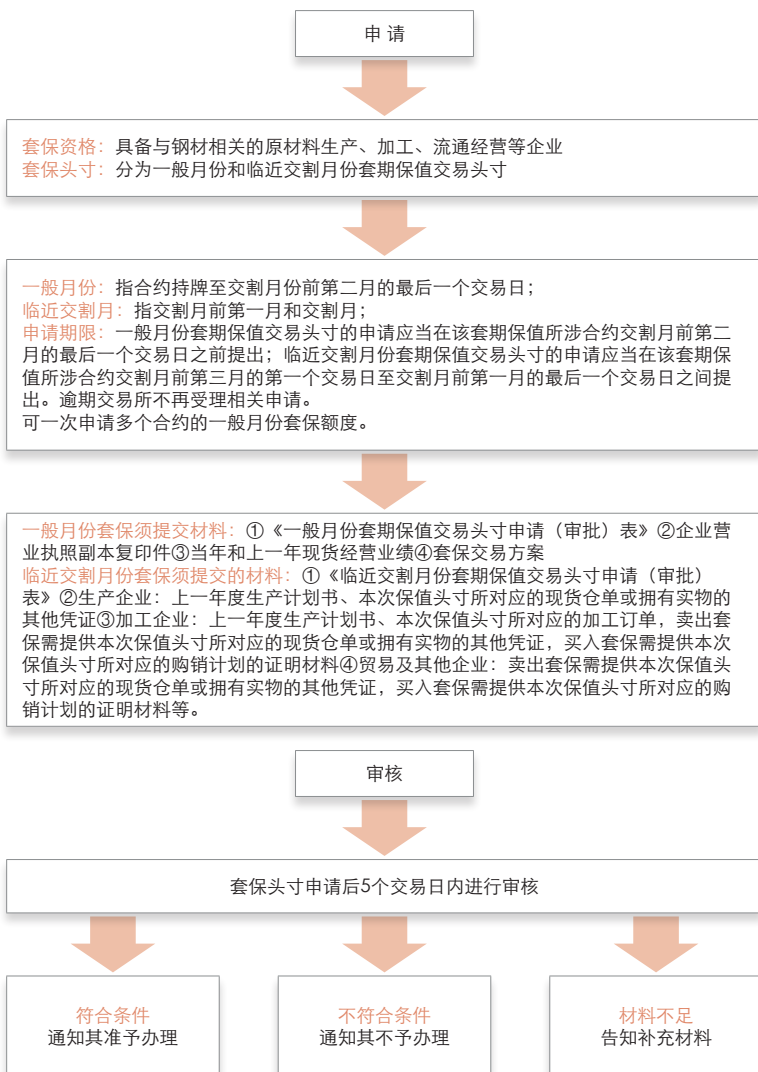 申 请
套保资格：具备与钢材相关的原材料生产、加工、流通经营等企业
套保头寸：分为一般月份和临近交割月份套期保值交易头寸
一般月份：指合约持牌至交割月份前第二月的最后一个交易日；
临近交割月：指交割月前第一月和交割月；
申请期限：一般月份套期保值交易头寸的申请应当在该套期保值所涉合约交割月前第二
月的最后一个交易日之前提出；临近交割月份套期保值交易头寸的申请应当在该套期保
值所涉合约交割月前第三月的第一个交易日至交割月前第一月的最后一个交易日之间提
出。逾期交易所不再受理相关申请。
可一次申请多个合约的一般月份套保额度。
一般月份套保须提交材料：①《一般月份套期保值交易头寸申请（审批）表》②企业营
业执照副本复印件③当年和上一年现货经营业绩④套保交易方案
临近交割月份套保须提交的材料：①《临近交割月份套期保值交易头寸申请（审批）
表》②生产企业：上一年度生产计划书、本次保值头寸所对应的现货仓单或拥有实物的
其他凭证③加工企业：上一年度生产计划书、本次保值头寸所对应的加工订单，卖出套
保需提供本次保值头寸所对应的现货仓单或拥有实物的其他凭证，买入套保需提供本次
保值头寸所对应的购销计划的证明材料④贸易及其他企业：卖出套保需提供本次保值头
寸所对应的现货仓单或拥有实物的其他凭证，买入套保需提供本次保值头寸所对应的购
销计划的证明材料等。
审核
套保头寸申请后5个交易日内进行审核
符合条件
通知其准予办理
不符合条件
通知其不予办理
材料不足
告知补充材料